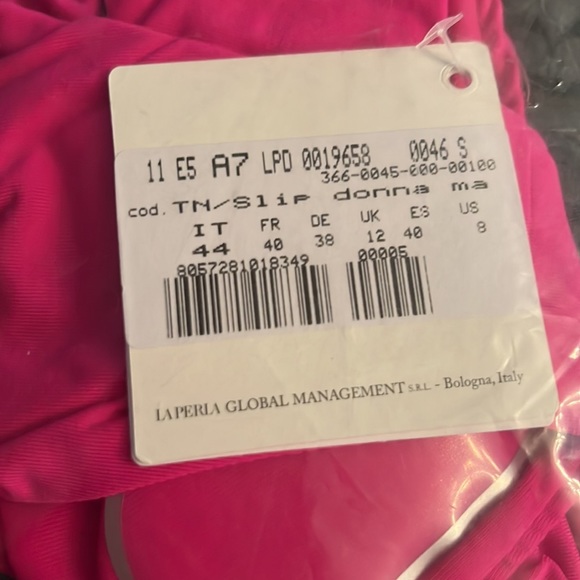 11 E5 A7 LPD 0019658 0046 S
366-0045-000-00100
cod. TN/Slip donna ma
IT FR DE UK ES US
44 40 38 12 40 8
8057281018349 00005
LA PERLA GLOBAL MANAGEMENT S.R.L. - Bologna, Italy